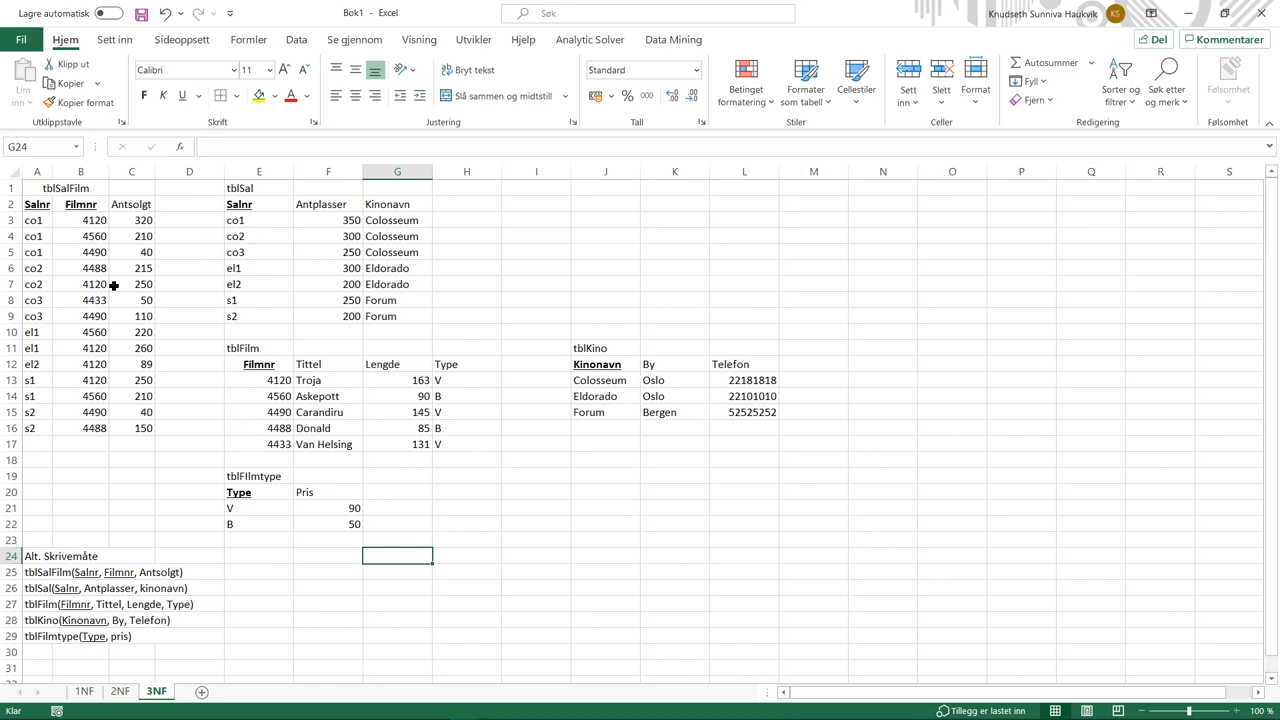 Lagre automatisk
Bok1 - Excel
Søk
Knudseth Sunniva Haukvik KS
Fil Hjem Sett inn Sideoppsett Formler Data Se gjennom Visning Utvikler Hjelp Analytic Solver Data Mining Del Kommentarer
Lim inn
Klipp ut
Kopier
Kopier format
Utklippstavle
Calibri 11
F K U
Skrift
Bryt tekst
Slå sammen og midtstill
Justering
Standard
% 000
Tall
Betinget formatering
Formater som tabell
Cellestiler
Stiler
Sett inn
Slett
Format
Celler
Autosummer
Fyll
Fjern
Sorter og filtrer
Søk etter og merk
Redigering
Følsomhet
Følsomhet
G24 fx
A B C D E F G H I J K L M N O P Q R S
1 tblSalFilm tblSal
2 Salnr Filmnr Antsolgt Salnr Antplasser Kinonavn
3 co1 4120 320 co1 350 Colosseum
4 co1 4560 210 co2 300 Colosseum
5 co1 4490 40 co3 250 Colosseum
6 co2 4488 215 el1 300 Eldorado
7 co2 4120 250 el2 200 Eldorado
8 co3 4433 50 s1 250 Forum
9 co3 4490 110 s2 200 Forum
10 el1 4560 220
11 el1 4120 260 tblFilm tblKino
12 el2 4120 89 Filmnr Tittel Lengde Type Kinonavn By Telefon
13 s1 4120 250 4120 Troja 163 V Colosseum Oslo 22181818
14 s1 4560 210 4560 Askepott 90 B Eldorado Oslo 22101010
15 s2 4490 40 4490 Carandiru 145 V Forum Bergen 52525252
16 s2 4488 150 4488 Donald 85 B
17 4433 Van Helsing 131 V
18
19 tblFIlmtype
20 Type Pris
21 V 90
22 B 50
23
24 Alt. Skrivemåte
25 tblSalFilm(Salnr, Filmnr, Antsolgt)
26 tblSal(Salnr, Antplasser, kinonavn)
27 tblFilm(Filmnr, Tittel, Lengde, Type)
28 tblKino(Kinonavn, By, Telefon)
29 tblFilmtype(Type, pris)
30
31
1NF 2NF 3NF
Klar
Tillegg er lastet inn
100 %